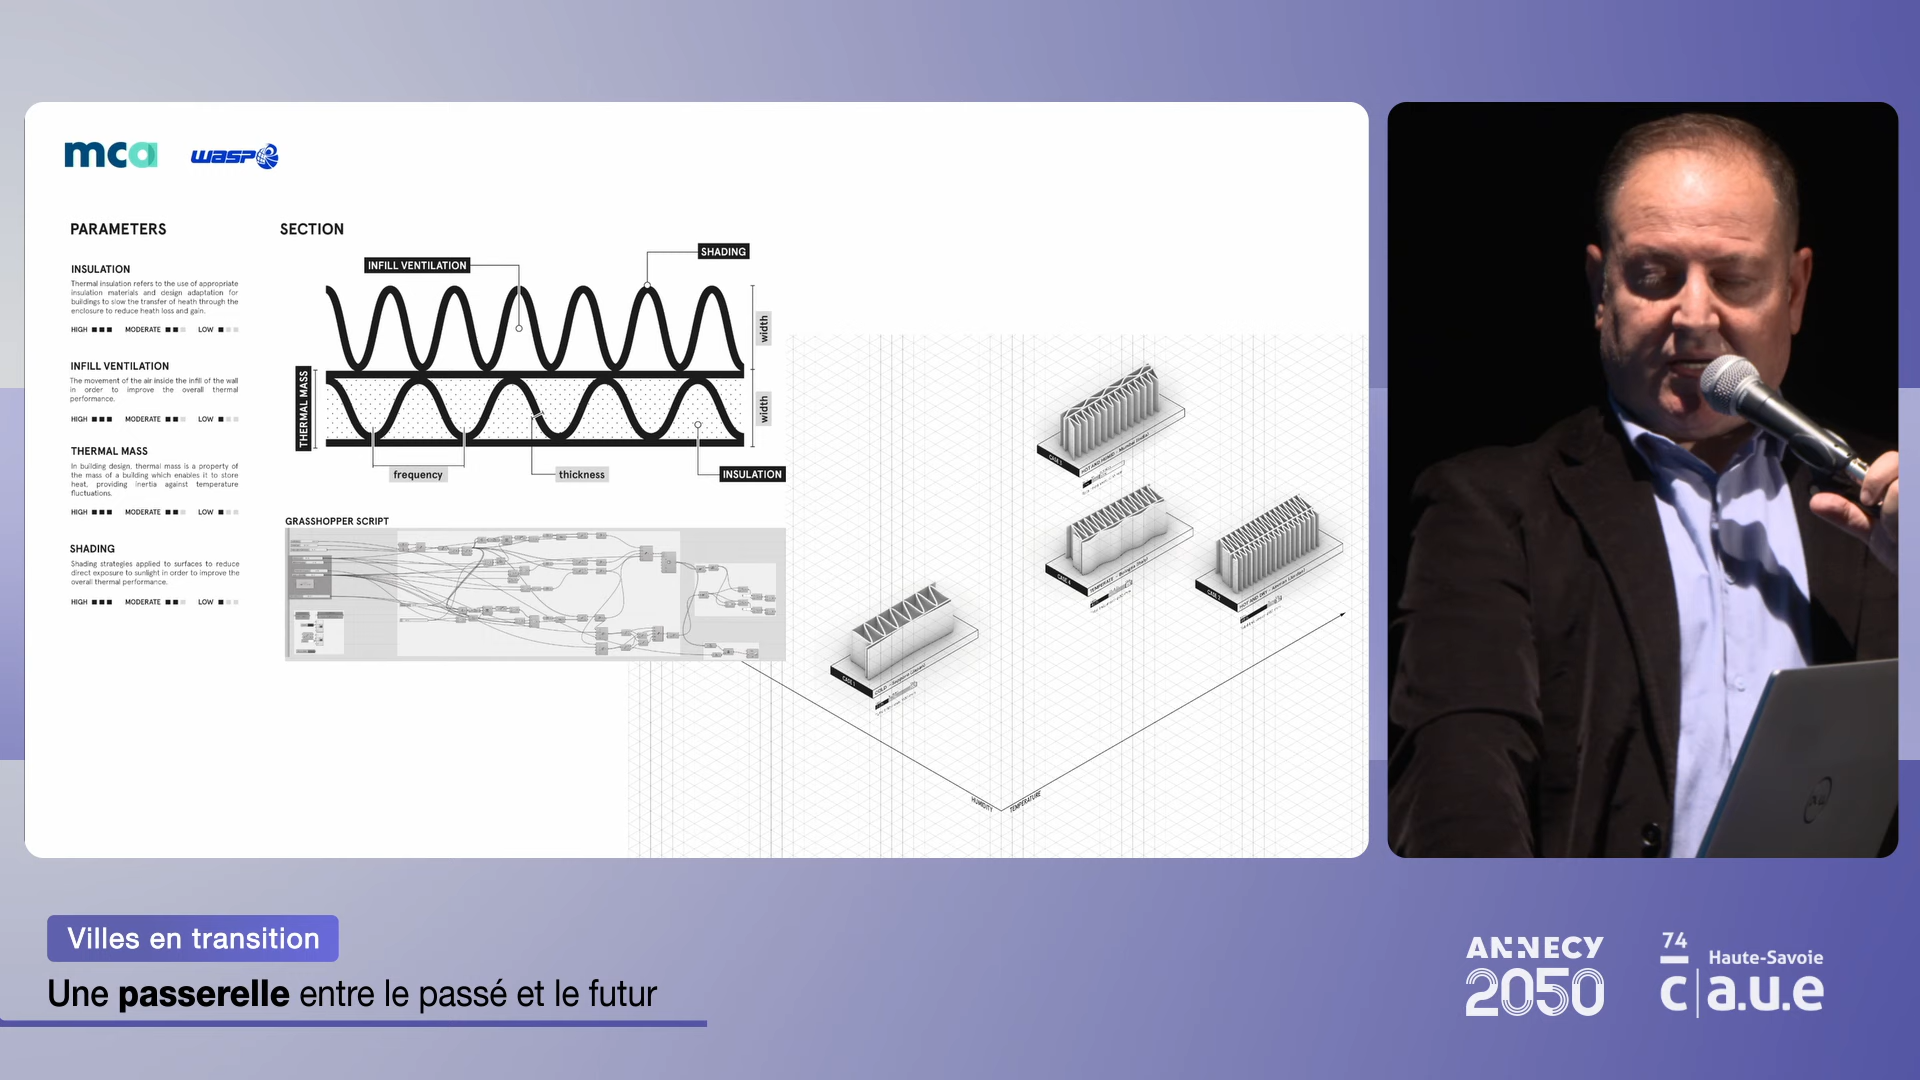 mca
WASP
PARAMETERS
INSULATION
Thermal insulation refers to the use of appropriate
insulation materials and design adaptation for
buildings to slow the transfer of heath through the
enclosure to reduce heath loss and gain.
HIGH MODERATE LOW
INFILL VENTILATION
The movement of the air inside the infill of the wall
in order to improve the overall thermal
performance.
HIGH MODERATE LOW
THERMAL MASS
In building design, thermal mass is a property of
the mass of a building which enables it to store
heat, providing inertia against temperature
fluctuations.
HIGH MODERATE LOW
SHADING
Shading strategies applied to surfaces to reduce
direct exposure to sunlight in order to improve the
overall thermal performance.
HIGH MODERATE LOW
SECTION
INFILL VENTILATION
SHADING
width
THERMAL MASS
width
frequency
thickness
INSULATION
GRASSHOPPER SCRIPT
HUMIDITY
TEMPERATURE
DELL
Villes en transition
Une passerelle entre le passé et le futur
ANNECY
2050
74
Haute-Savoie
c|a.u.e